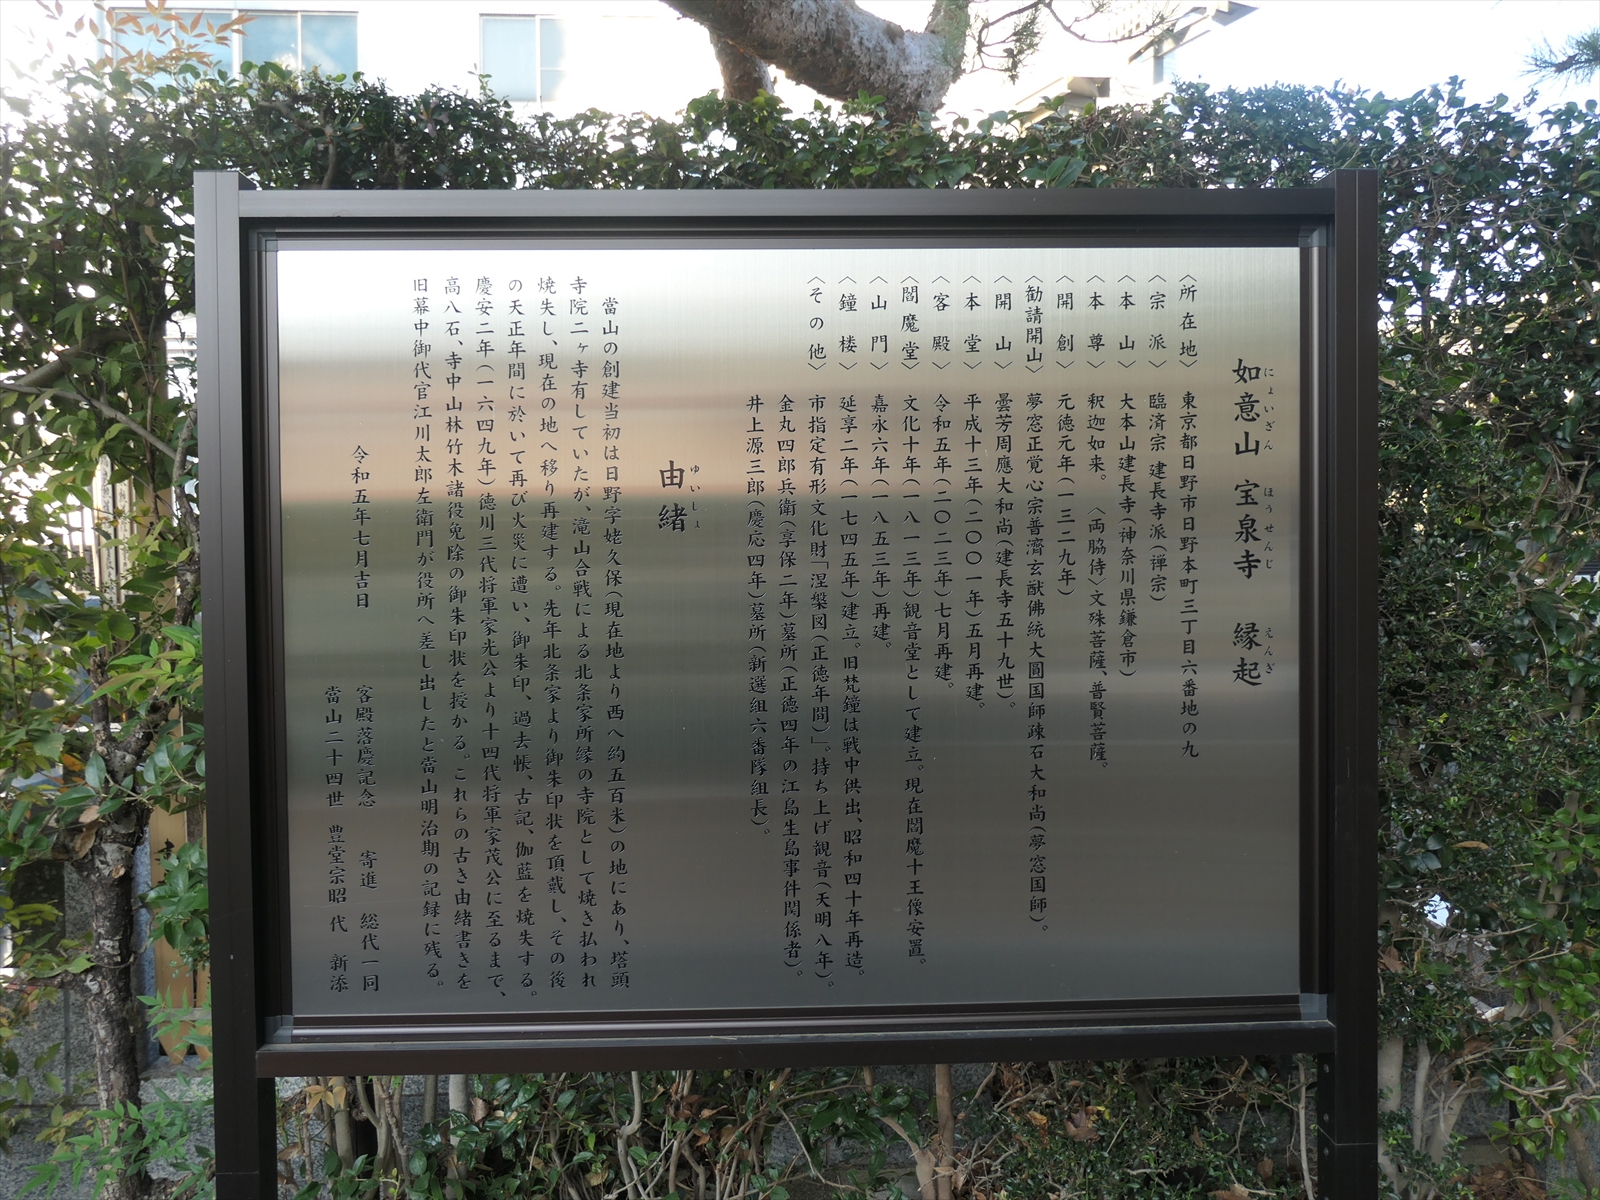 如意山 宝泉寺 縁起
にょいざん ほうせんじ えんぎ
〈所在地〉 東京都日野市日野本町三丁目六番地の九
〈宗派〉 臨済宗 建長寺派(禅宗)
〈本山〉 大本山建長寺(神奈川県鎌倉市)
〈本尊〉 釈迦如来。〈両脇侍〉文殊菩薩、普賢菩薩。
〈開創〉 元徳元年(一三二九年)
〈勧請開山〉 夢窓正覚心宗普濟玄猷佛統大圓国師疎石大和尚(夢窓国師)。
〈開山〉 曇芳周應大和尚(建長寺五十九世)。
〈本堂〉 平成十三年(二〇〇一年)五月再建。
〈客殿〉 令和五年(二〇二三年)七月再建。
〈閻魔堂〉 文化十年(一八一三年)観音堂として建立。現在閻魔十王像安置。
〈山門〉 嘉永六年(一八五三年)再建。
〈鐘楼〉 延享二年(一七四五年)建立。旧梵鐘は戦中供出、昭和四十年再造。
〈その他〉 市指定有形文化財「涅槃図(正徳年間)」。持ち上げ観音(天明八年)。
金丸四郎兵衛(享保二年)墓所(正徳四年の江島生島事件関係者)。
井上源三郎(慶応四年)墓所(新選組六番隊組長)。
由緒
ゆいしょ
當山の創建当初は日野字姥久保(現在地より西へ約五百米)の地にあり、塔頭
寺院二ヶ寺有していたが、滝山合戦による北条家所縁の寺院として焼き払われ
焼失し、現在の地へ移り再建する。先年北条家より御朱印状を頂戴し、その後
の天正年間に於いて再び火災に遭い、御朱印、過去帳、古記、伽藍を焼失する。
慶安二年(一六四九年)徳川三代将軍家光公より十四代将軍家茂公に至るまで、
高八石、寺中山林竹木諸役免除の御朱印状を授かる。これらの古き由緒書きを
旧幕中御代官江川太郎左衛門が役所へ差し出したと當山明治期の記録に残る。
令和五年七月吉日
客殿落慶記念 寄進 総代一同
當山二十四世 豊堂宗昭 代 新添